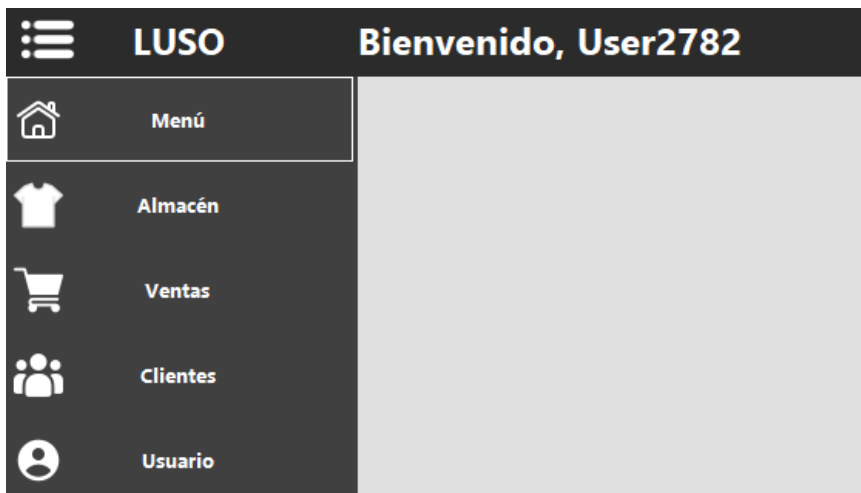 LUSO Bienvenido, User2782
Menú
Almacén
Ventas
Clientes
Usuario